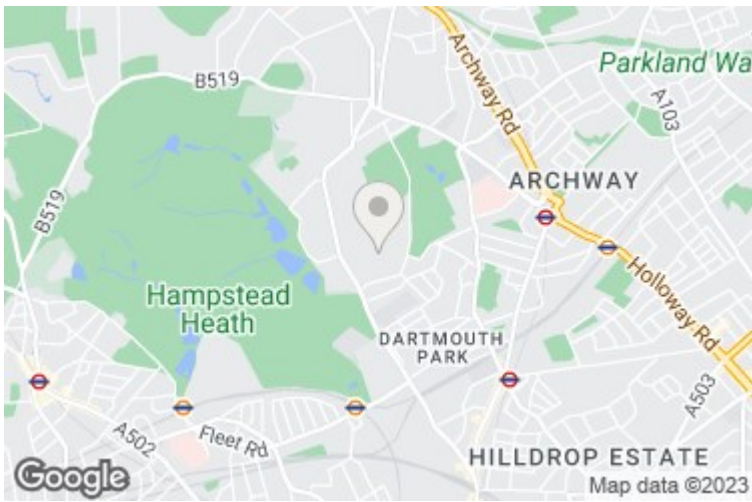 B519
Archway Rd
Parkland Wa
A103
B519
ARCHWAY
Holloway Rd
Hampstead
Heath
DARTMOUTH
PARK
A503
A502
Fleet Rd
HILLDROP ESTATE
Google
Map data ©2023